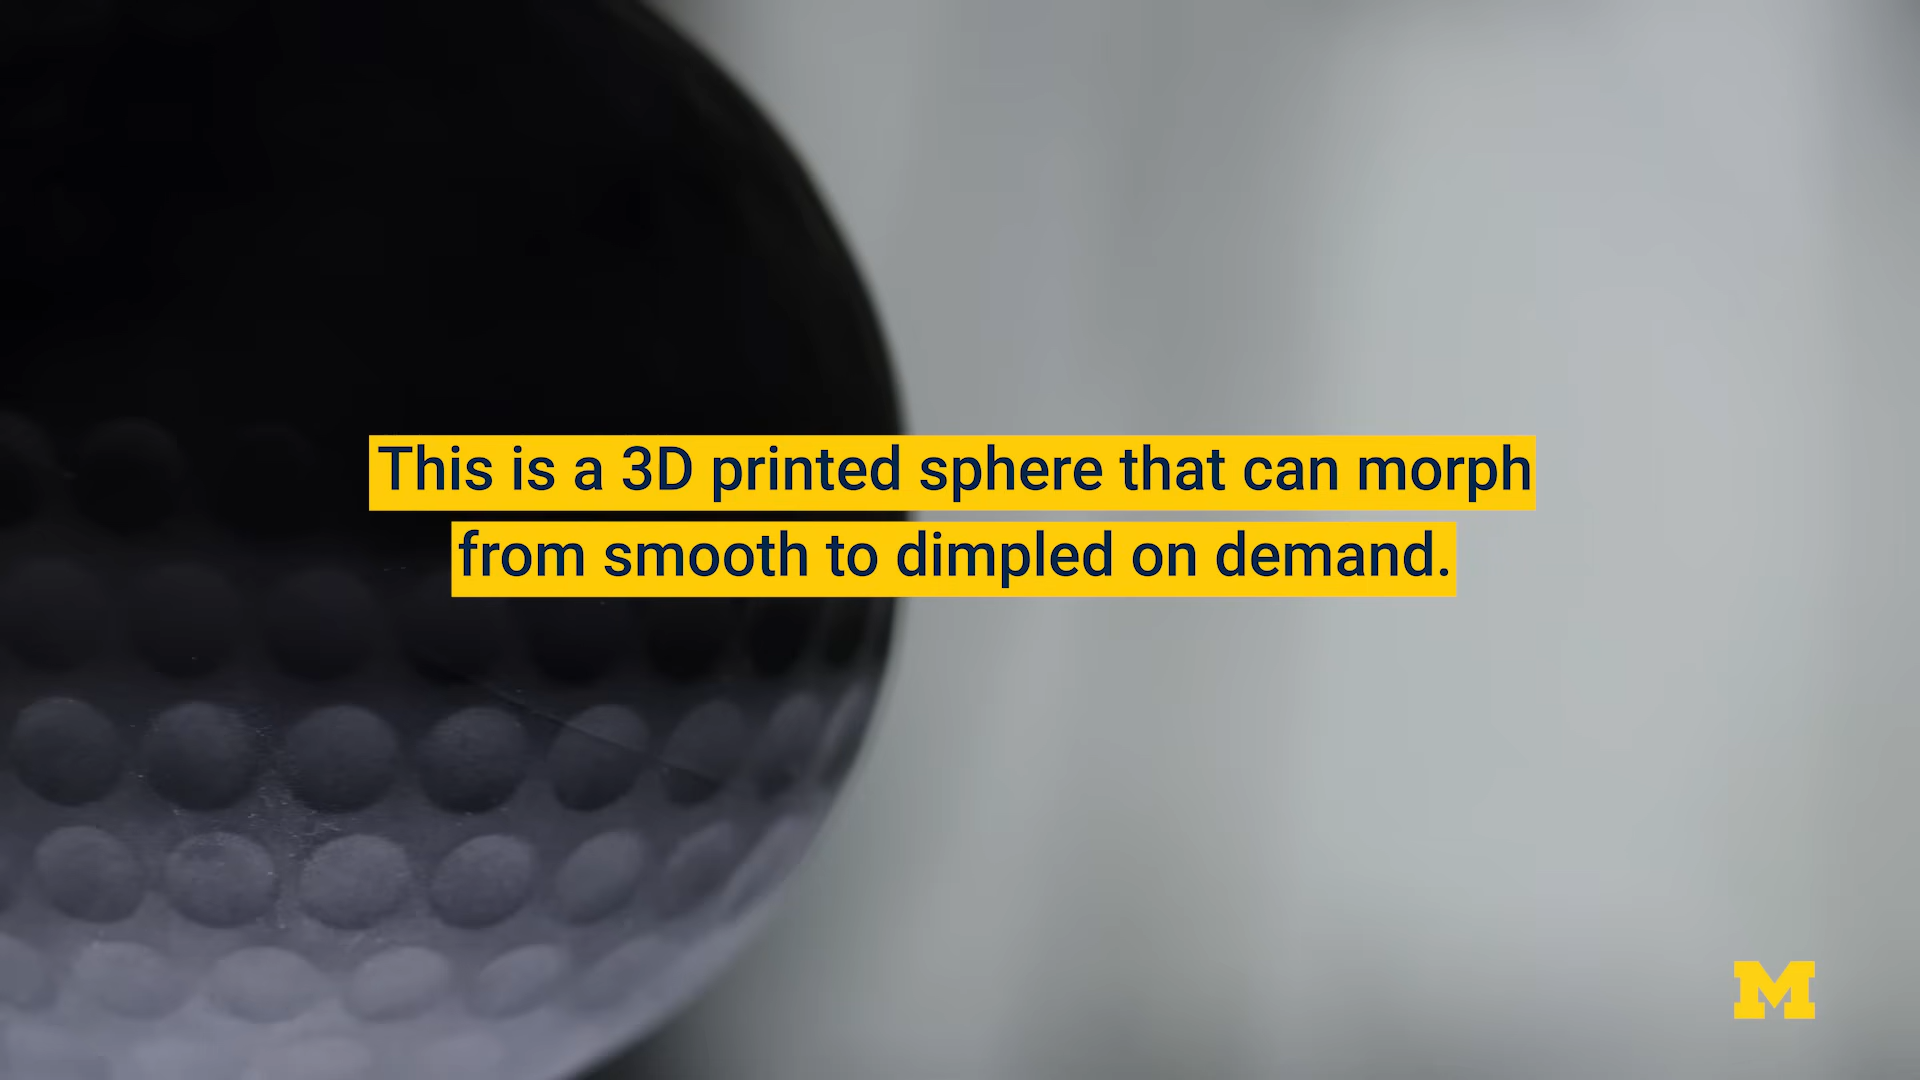 This is a 3D printed sphere that can morph
from smooth to dimpled on demand.
M